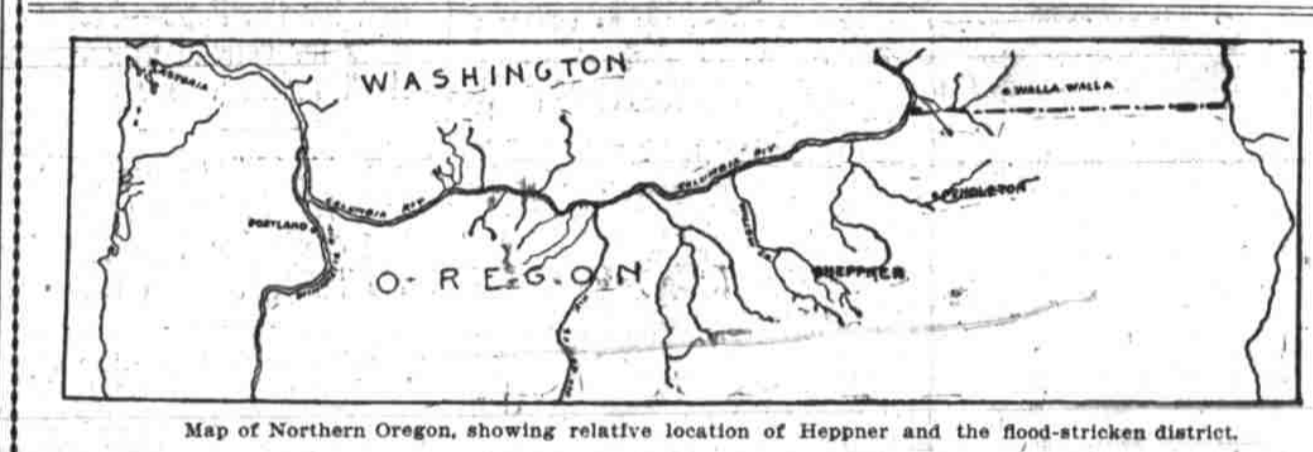 WASHINGTON
ASTORIA
WALLA WALLA
COLUMBIA RIV
PENDLETON
COLUMBIA RIV
PORTLAND
OREGON
HEPPNER
Map of Northern Oregon, showing relative location of Heppner and the flood-stricken district.